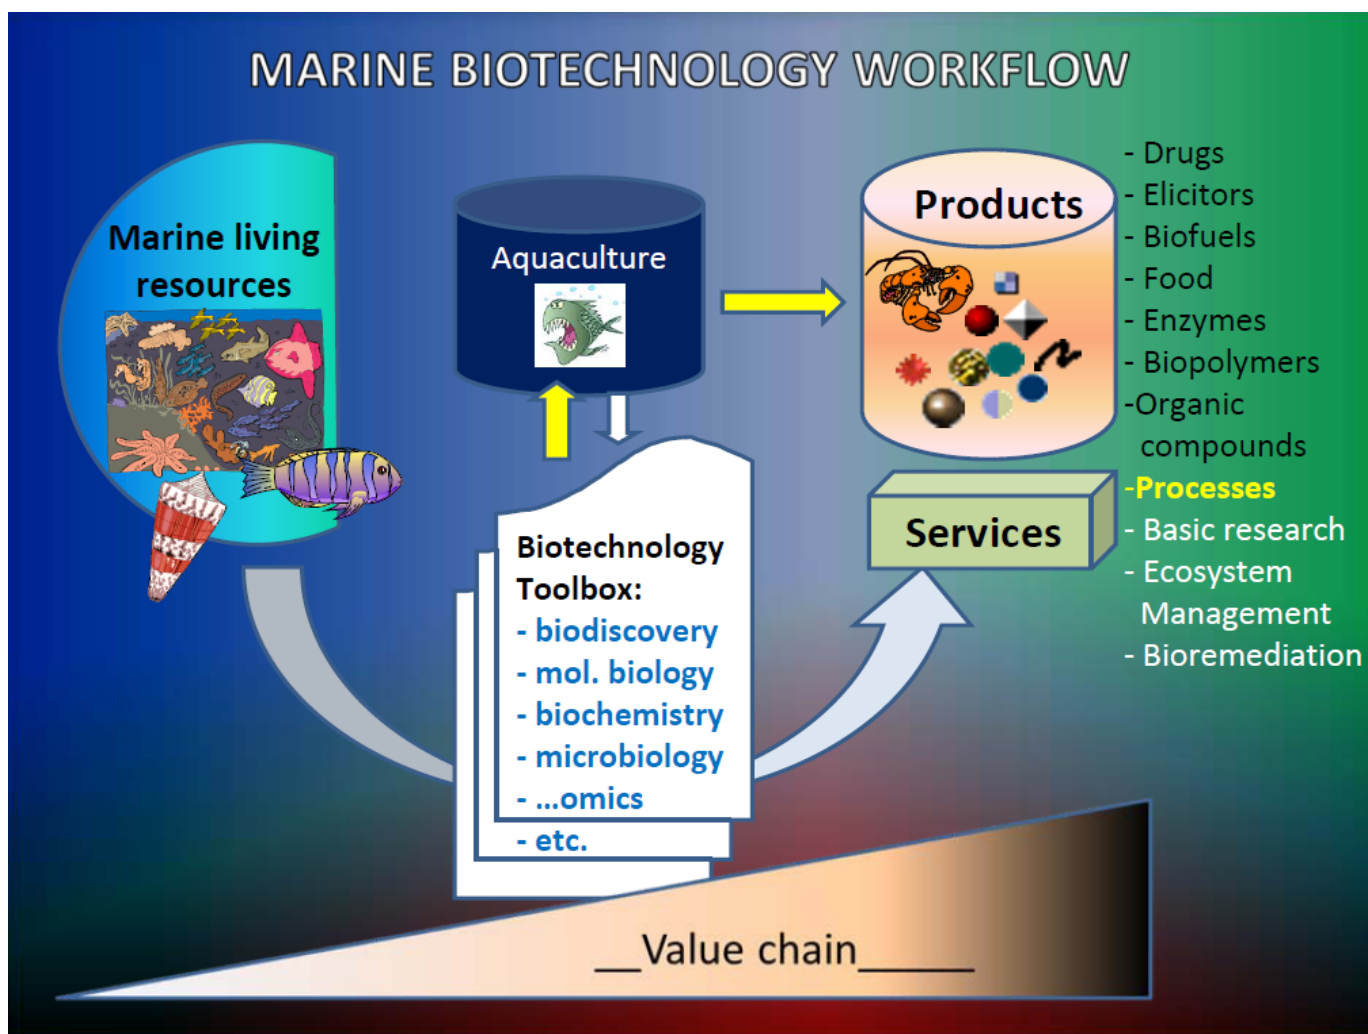 MARINE BIOTECHNOLOGY WORKFLOW
Marine living
resources
Aquaculture
Biotechnology
Toolbox:
- biodiscovery
- mol. biology
- biochemistry
- microbiology
- ...omics
- etc.
Products
Services
- Drugs
- Elicitors
- Biofuels
- Food
- Enzymes
- Biopolymers
-Organic
compounds
-Processes
- Basic research
- Ecosystem
Management
- Bioremediation
__Value chain_____